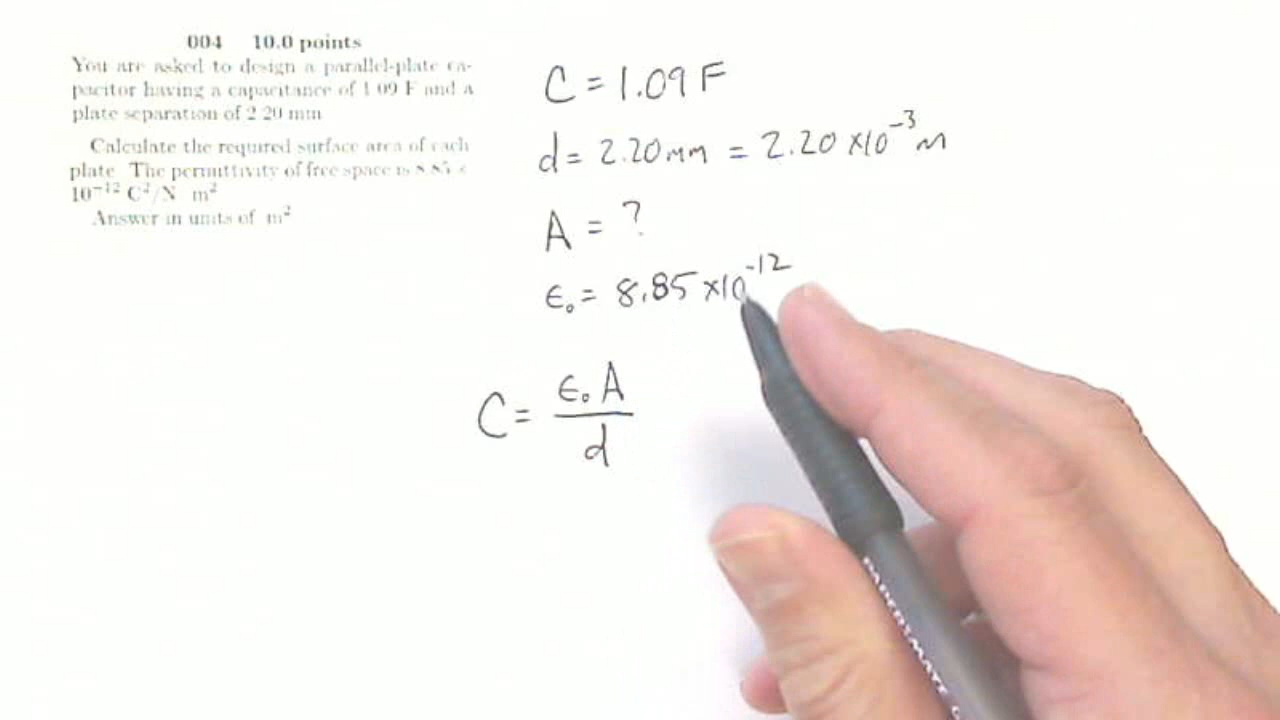 004 10.0 points
You are asked to design a parallel-plate ca-
pacitor having a capacitance of 1.09 F and a
plate separation of 2.20 mm
Calculate the required surface area of each
plate The permittivity of free space is 8.85 ×
10⁻¹² C²/N m²
Answer in units of m²
C = 1.09 F
d = 2.20 mm = 2.20 ×10⁻³ m
A = ?
ϵ₀ = 8.85 ×10⁻¹²
C = ϵ₀ A / d
PAPERMATE